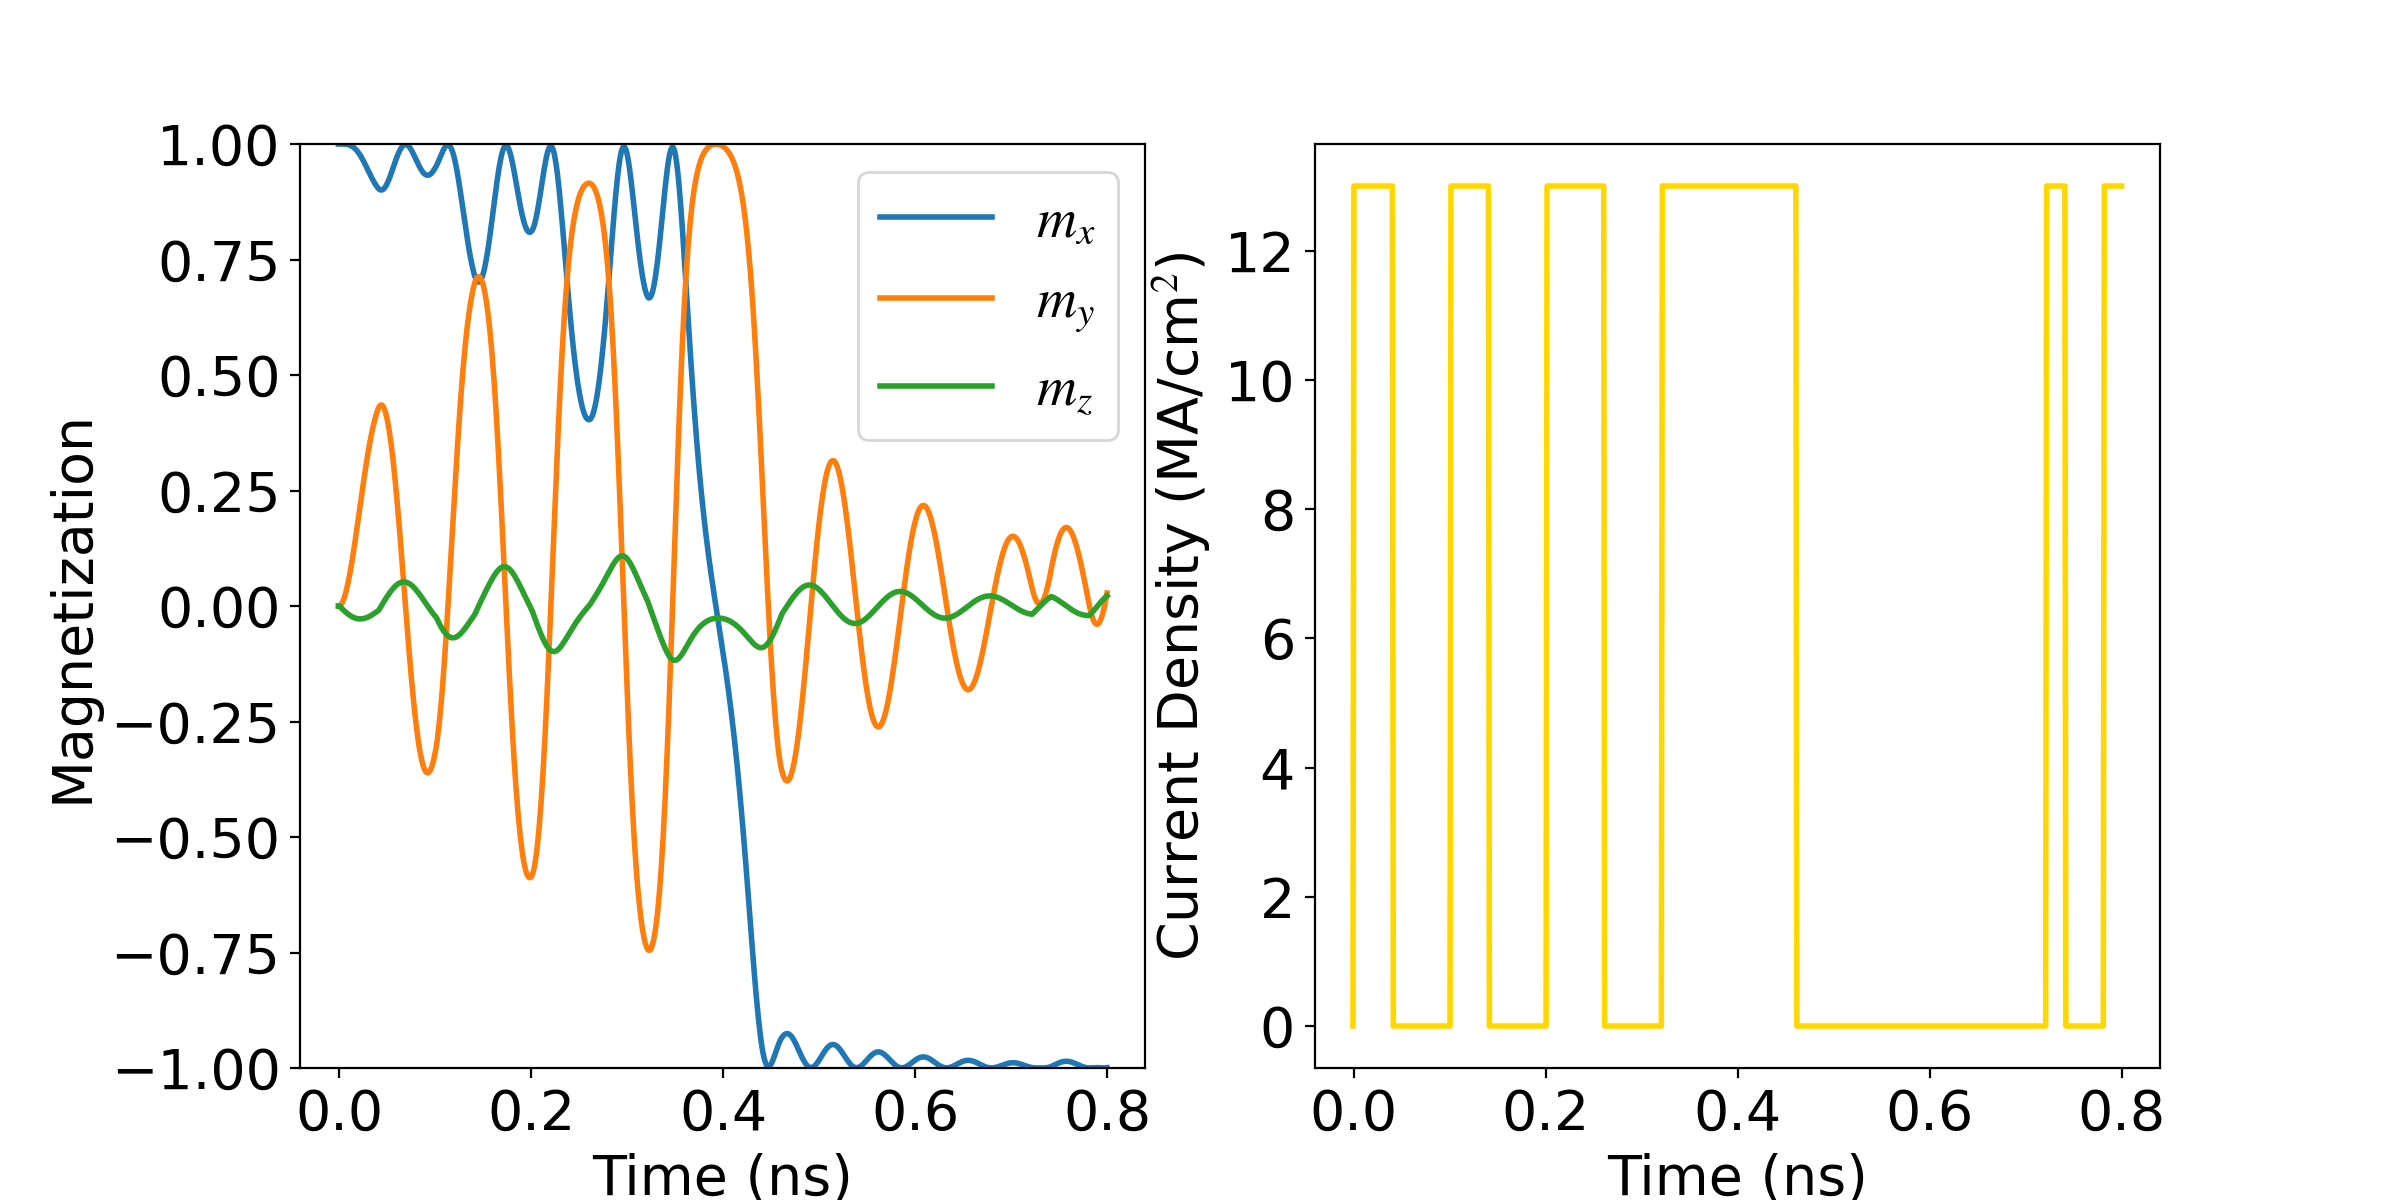 Magnetization
1.00
0.75
0.50
0.25
0.00
−0.25
−0.50
−0.75
−1.00
0.0 0.2 0.4 0.6 0.8
Time (ns)
m_x
m_y
m_z
Current Density (MA/cm²)
12
10
8
6
4
2
0
0.0 0.2 0.4 0.6 0.8
Time (ns)